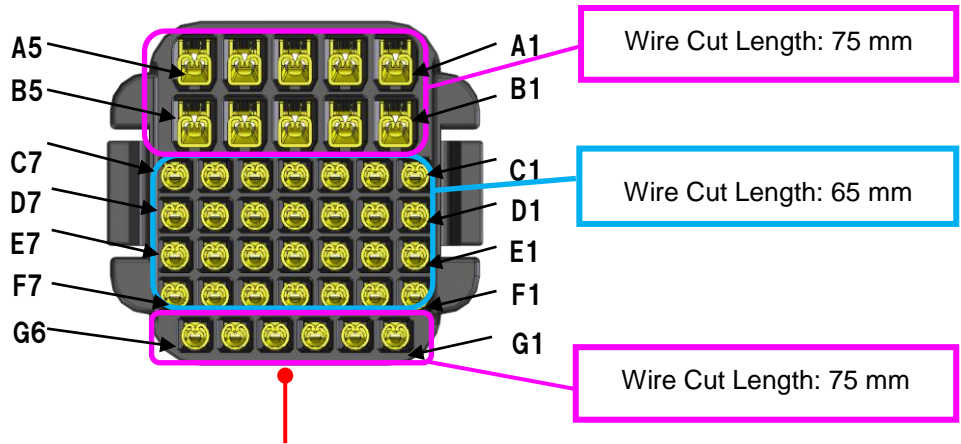 A5
A1
Wire Cut Length: 75 mm
B5
B1
C7
C1
Wire Cut Length: 65 mm
D7
D1
E7
E1
F7
F1
G6
G1
Wire Cut Length: 75 mm